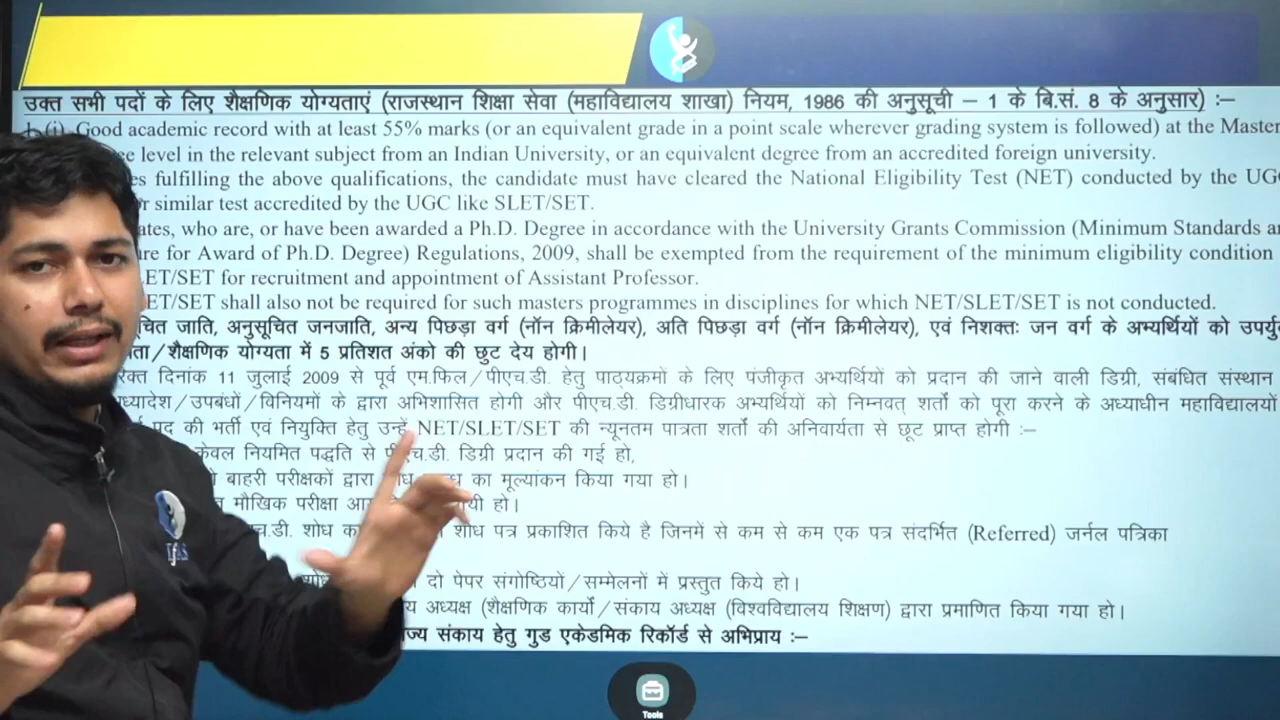 उक्त सभी पदों के लिए शैक्षणिक योग्यताएं (राजस्थान शिक्षा सेवा (महाविद्यालय शाखा) नियम, 1986 की अनुसूची – 1 के बि.सं. 8 के अनुसार) :–
(i) Good academic record with at least 55% marks (or an equivalent grade in a point scale wherever grading system is followed) at the Master
level in the relevant subject from an Indian University, or an equivalent degree from an accredited foreign university.
fulfilling the above qualifications, the candidate must have cleared the National Eligibility Test (NET) conducted by the UGC
similar test accredited by the UGC like SLET/SET.
who are, or have been awarded a Ph.D. Degree in accordance with the University Grants Commission (Minimum Standards
for Award of Ph.D. Degree) Regulations, 2009, shall be exempted from the requirement of the minimum eligibility condition
ET/SET for recruitment and appointment of Assistant Professor.
ET/SET shall also not be required for such masters programmes in disciplines for which NET/SLET/SET is not conducted.
चित जाति, अनुसूचित जनजाति, अन्य पिछड़ा वर्ग (नॉन क्रिमीलेयर), अति पिछड़ा वर्ग (नॉन क्रिमीलेयर), एवं निशक्तः जन वर्ग के अभ्यर्थियों को
ता/शैक्षणिक योग्यता में 5 प्रतिशत अंको की छुट देय होगी।
दिनांक 11 जुलाई 2009 से पूर्व एम.फिल/पीएच.डी. हेतु पाठ्यक्रमों के लिए पंजीकृत अभ्यर्थियों को प्रदान की जाने वाली डिग्री, संबंधित संस्थान
ध्यादेश/उपबंधों/विनियमों के द्वारा अभिशासित होगी और पीएच.डी. डिग्रीधारक अभ्यर्थियों को निम्नवत् शर्तों को पूरा करने के अध्याधीन महाविद्यालयों
पद की भर्ती एवं नियुक्ति हेतु उन्हें NET/SLET/SET की न्यूनतम पात्रता शर्तों की अनिवार्यता से छूट प्राप्त होगी :–
केवल नियमित पद्धति से डिग्री प्रदान की गई हो,
बाहरी परीक्षकों द्वारा का मूल्यांकन किया गया हो।
मौखिक परीक्षा हो।
शोध शोध पत्र प्रकाशित किये है जिनमें से कम से कम एक पत्र संदर्भित (Referred) जर्नल पत्रिका
दो पेपर संगोष्ठियों/सम्मेलनों में प्रस्तुत किये हो।
अध्यक्ष (शैक्षणिक कार्यो/संकाय अध्यक्ष (विश्वविद्यालय शिक्षण) द्वारा प्रमाणित किया गया हो।
संकाय हेतु गुड एकेडमिक रिकॉर्ड से अभिप्राय :–
Tools